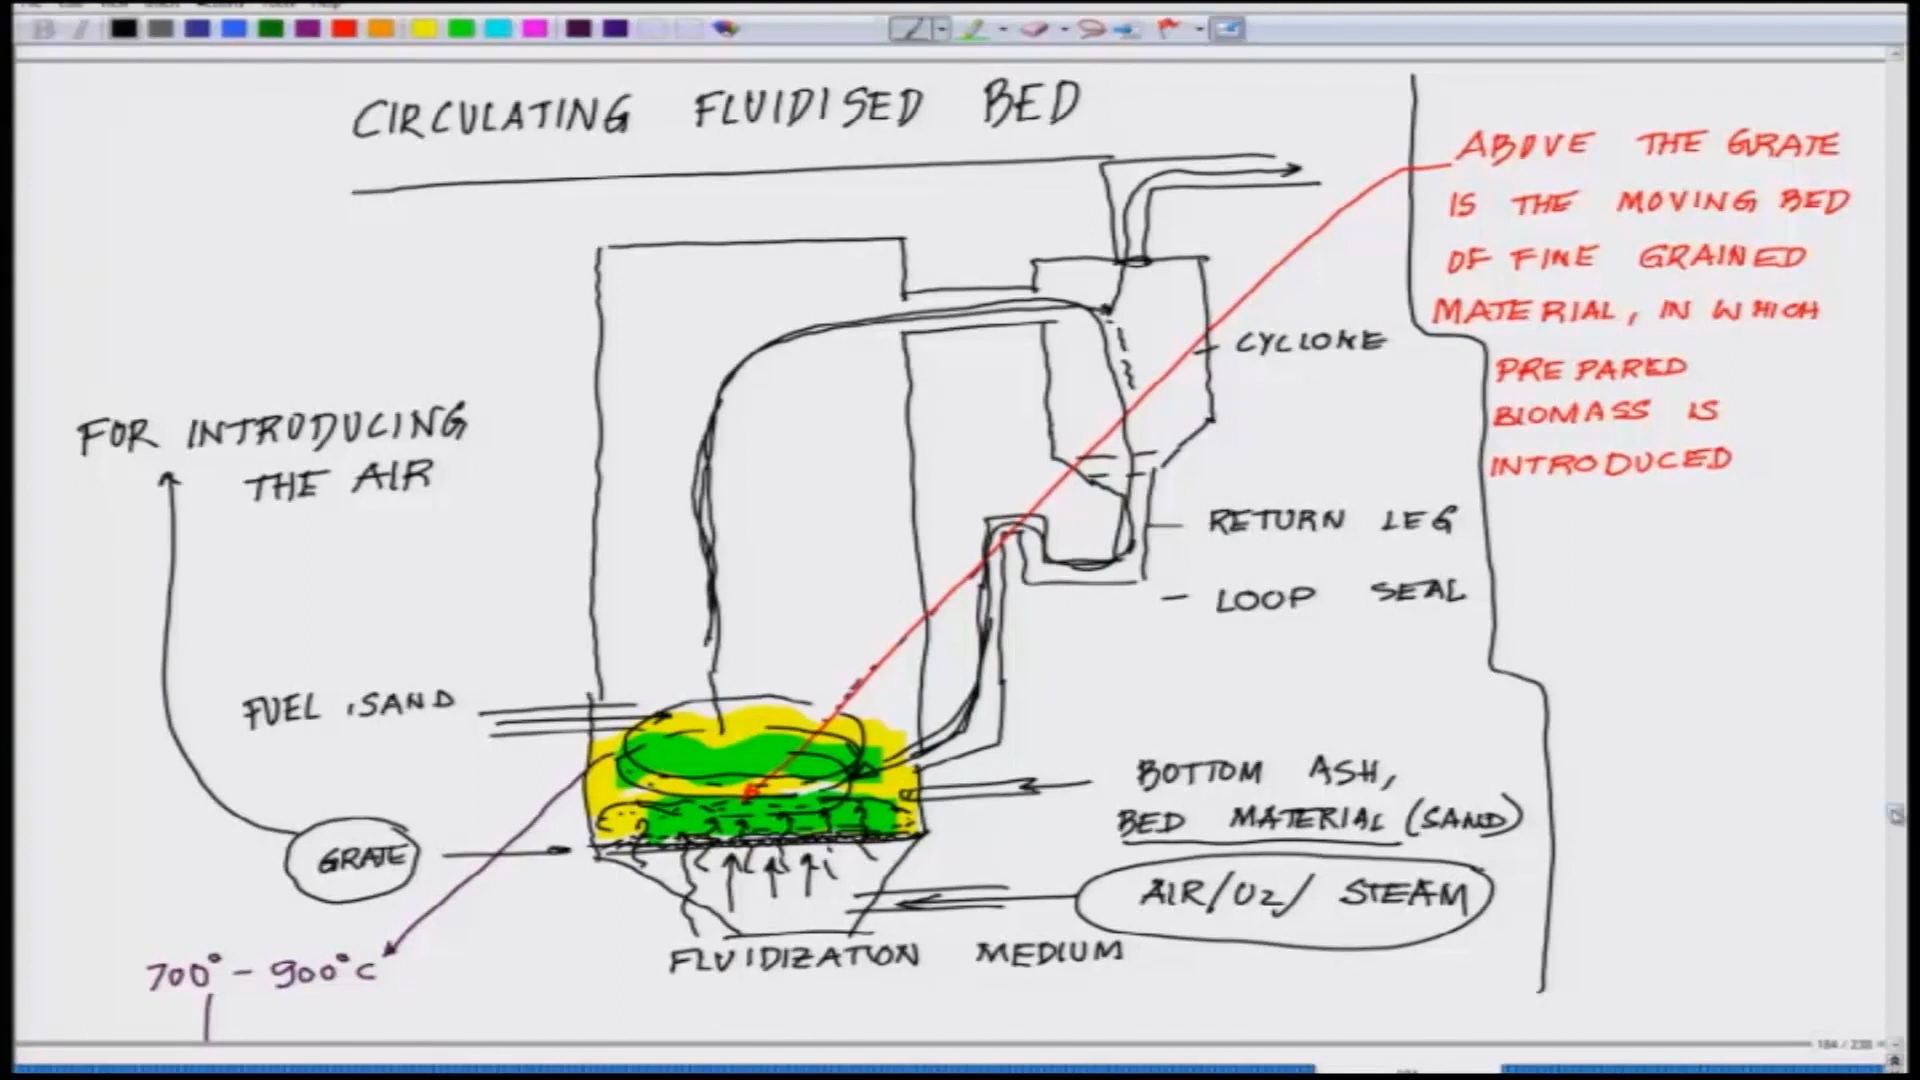 CIRCULATING FLUIDISED BED
ABOVE THE GRATE
IS THE MOVING BED
OF FINE GRAINED
MATERIAL, IN WHICH
PREPARED
BIOMASS IS
INTRODUCED
CYCLONE
FOR INTRODUCING
THE AIR
RETURN LEG
LOOP SEAL
FUEL, SAND
BOTTOM ASH,
BED MATERIAL (SAND)
GRATE
AIR/O2/ STEAM
FLUIDIZATION MEDIUM
700° - 900°C
184 / 238